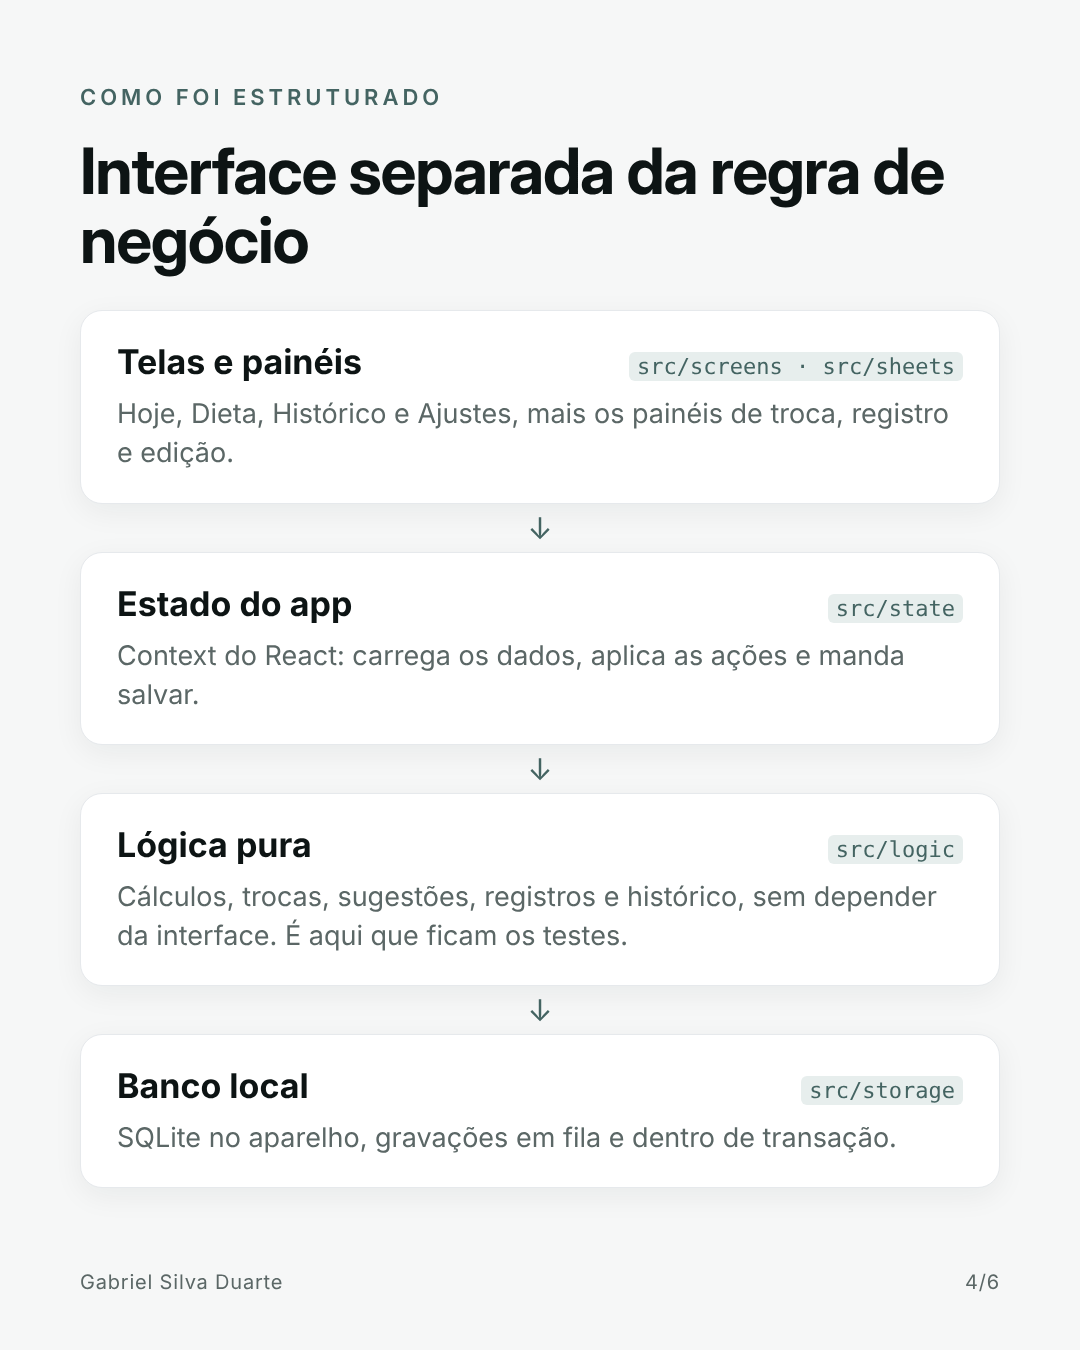 COMO FOI ESTRUTURADO
Interface separada da regra de
negócio
Telas e painéis
src/screens · src/sheets
Hoje, Dieta, Histórico e Ajustes, mais os painéis de troca, registro
e edição.
↓
Estado do app
src/state
Context do React: carrega os dados, aplica as ações e manda
salvar.
↓
Lógica pura
src/logic
Cálculos, trocas, sugestões, registros e histórico, sem depender
da interface. É aqui que ficam os testes.
↓
Banco local
src/storage
SQLite no aparelho, gravações em fila e dentro de transação.
Gabriel Silva Duarte
4/6